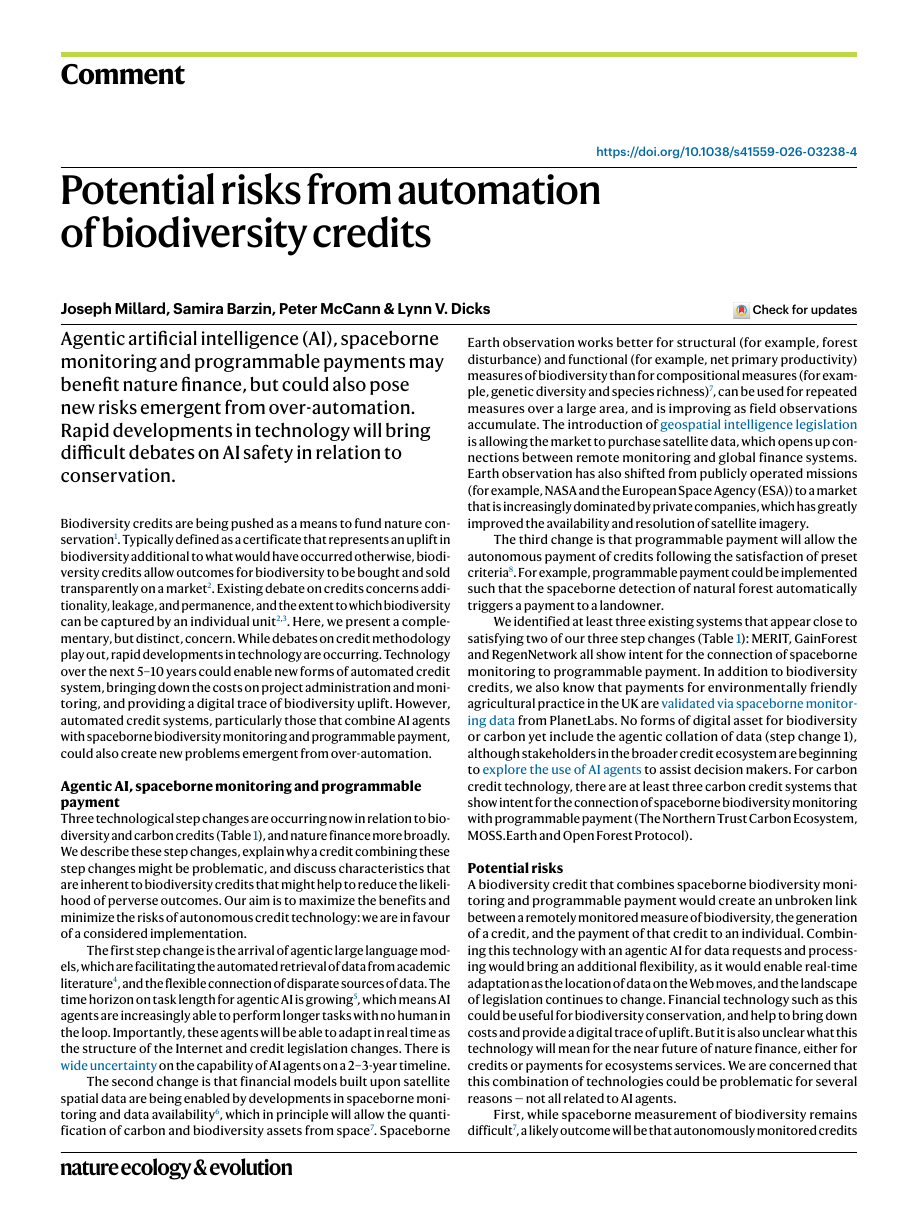 Comment
https://doi.org/10.1038/s41559-026-03238-4
Potential risks from automation
of biodiversity credits
Joseph Millard, Samira Barzin, Peter McCann & Lynn V. Dicks
Check for updates
Agentic artificial intelligence (AI), spaceborne
monitoring and programmable payments may
benefit nature finance, but could also pose
new risks emergent from over-automation.
Rapid developments in technology will bring
difficult debates on AI safety in relation to
conservation.
Biodiversity credits are being pushed as a means to fund nature con-
servation1. Typically defined as a certificate that represents an uplift in
biodiversity additional to what would have occurred otherwise, biodi-
versity credits allow outcomes for biodiversity to be bought and sold
transparently on a market2. Existing debate on credits concerns addi-
tionality, leakage, and permanence, and the extent to which biodiversity
can be captured by an individual unit2,3. Here, we present a comple-
mentary, but distinct, concern. While debates on credit methodology
play out, rapid developments in technology are occurring. Technology
over the next 5–10 years could enable new forms of automated credit
system, bringing down the costs on project administration and moni-
toring, and providing a digital trace of biodiversity uplift. However,
automated credit systems, particularly those that combine AI agents
with spaceborne biodiversity monitoring and programmable payment,
could also create new problems emergent from over-automation.
Agentic AI, spaceborne monitoring and programmable
payment
Three technological step changes are occurring now in relation to bio-
diversity and carbon credits (Table 1), and nature finance more broadly.
We describe these step changes, explain why a credit combining these
step changes might be problematic, and discuss characteristics that
are inherent to biodiversity credits that might help to reduce the likeli-
hood of perverse outcomes. Our aim is to maximize the benefits and
minimize the risks of autonomous credit technology: we are in favour
of a considered implementation.
The first step change is the arrival of agentic large language mod-
els, which are facilitating the automated retrieval of data from academic
literature4, and the flexible connection of disparate sources of data. The
time horizon on task length for agentic AI is growing5, which means AI
agents are increasingly able to perform longer tasks with no human in
the loop. Importantly, these agents will be able to adapt in real time as
the structure of the Internet and credit legislation changes. There is
wide uncertainty on the capability of AI agents on a 2–3-year timeline.
The second change is that financial models built upon satellite
spatial data are being enabled by developments in spaceborne moni-
toring and data availability6, which in principle will allow the quanti-
fication of carbon and biodiversity assets from space7. Spaceborne
Earth observation works better for structural (for example, forest
disturbance) and functional (for example, net primary productivity)
measures of biodiversity than for compositional measures (for exam-
ple, genetic diversity and species richness)7, can be used for repeated
measures over a large area, and is improving as field observations
accumulate. The introduction of geospatial intelligence legislation
is allowing the market to purchase satellite data, which opens up con-
nections between remote monitoring and global finance systems.
Earth observation has also shifted from publicly operated missions
(for example, NASA and the European Space Agency (ESA)) to a market
that is increasingly dominated by private companies, which has greatly
improved the availability and resolution of satellite imagery.
The third change is that programmable payment will allow the
autonomous payment of credits following the satisfaction of preset
criteria8. For example, programmable payment could be implemented
such that the spaceborne detection of natural forest automatically
triggers a payment to a landowner.
We identified at least three existing systems that appear close to
satisfying two of our three step changes (Table 1): MERIT, GainForest
and RegenNetwork all show intent for the connection of spaceborne
monitoring to programmable payment. In addition to biodiversity
credits, we also know that payments for environmentally friendly
agricultural practice in the UK are validated via spaceborne monitor-
ing data from PlanetLabs. No forms of digital asset for biodiversity
or carbon yet include the agentic collation of data (step change 1),
although stakeholders in the broader credit ecosystem are beginning
to explore the use of AI agents to assist decision makers. For carbon
credit technology, there are at least three carbon credit systems that
show intent for the connection of spaceborne biodiversity monitoring
with programmable payment (The Northern Trust Carbon Ecosystem,
MOSS.Earth and Open Forest Protocol).
Potential risks
A biodiversity credit that combines spaceborne biodiversity moni-
toring and programmable payment would create an unbroken link
between a remotely monitored measure of biodiversity, the generation
of a credit, and the payment of that credit to an individual. Combin-
ing this technology with an agentic AI for data requests and process-
ing would bring an additional flexibility, as it would enable real-time
adaptation as the location of data on the Web moves, and the landscape
of legislation continues to change. Financial technology such as this
could be useful for biodiversity conservation, and help to bring down
costs and provide a digital trace of uplift. But it is also unclear what this
technology will mean for the near future of nature finance, either for
credits or payments for ecosystems services. We are concerned that
this combination of technologies could be problematic for several
reasons — not all related to AI agents.
First, while spaceborne measurement of biodiversity remains
difficult7, a likely outcome will be that autonomously monitored credits
nature ecology & evolution